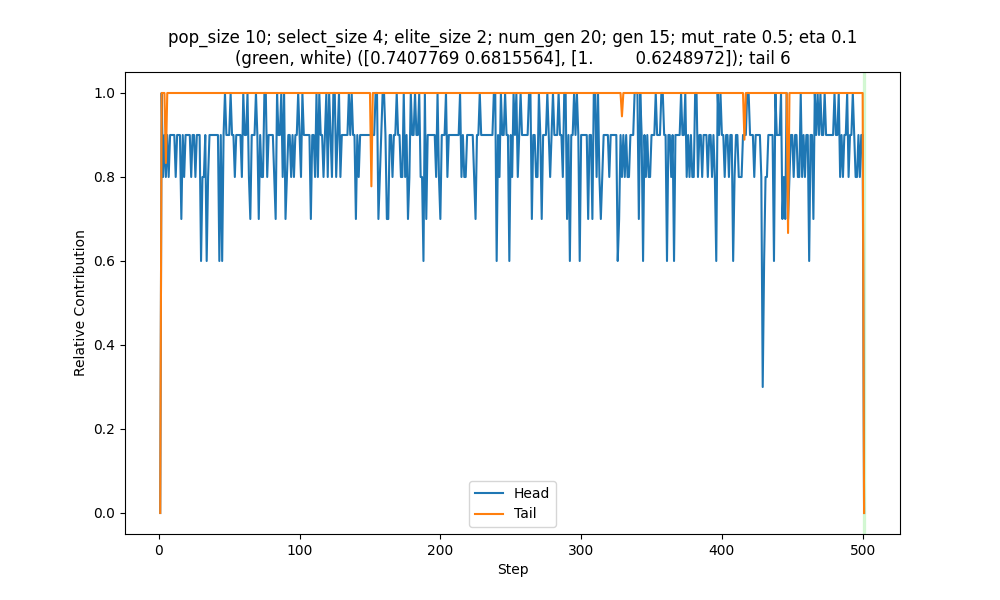 pop_size 10; select_size 4; elite_size 2; num_gen 20; gen 15; mut_rate 0.5; eta 0.1
(green, white) ([0.7407769 0.6815564], [1.         0.6248972]); tail 6
1.0
0.8
0.6
0.4
0.2
0.0
Relative Contribution
Head
Tail
0 100 200 300 400 500
Step